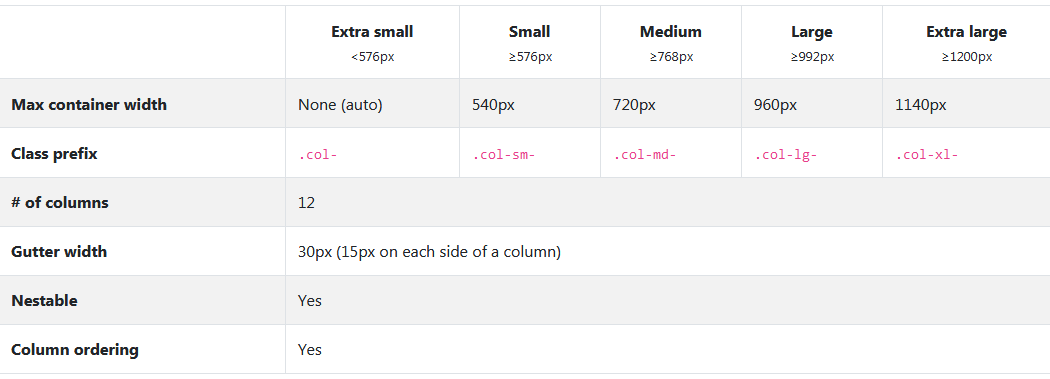 Extra small Small Medium Large Extra large
<576px ≥576px ≥768px ≥992px ≥1200px
Max container width None (auto) 540px 720px 960px 1140px
Class prefix .col- .col-sm- .col-md- .col-lg- .col-xl-
# of columns 12
Gutter width 30px (15px on each side of a column)
Nestable Yes
Column ordering Yes